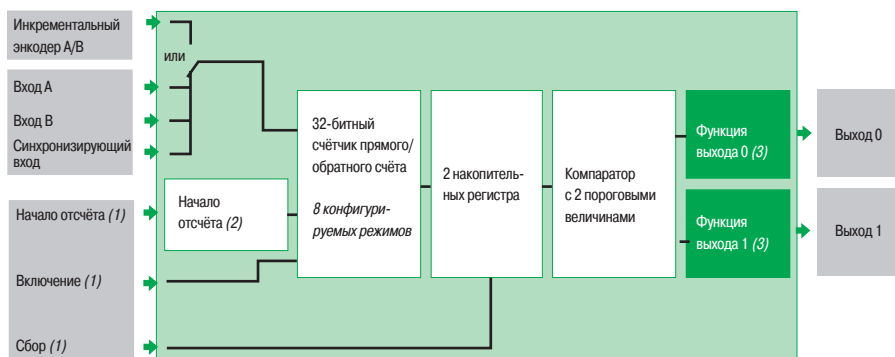 Инкрементальный
энкодер А/В
или
Вход А
Вход В
Синхронизирующий
вход
Начало отсчёта (1)
Включение (1)
Сбор (1)
Начало
отсчёта (2)
32-битный
счётчик прямого/
обратного счёта
8 конфигури-
руемых режимов
2 накопитель-
ных регистра
Компаратор
с 2 пороговыми
величинами
Функция
выхода 0 (3)
Функция
выхода 1 (3)
Выход 0
Выход 1